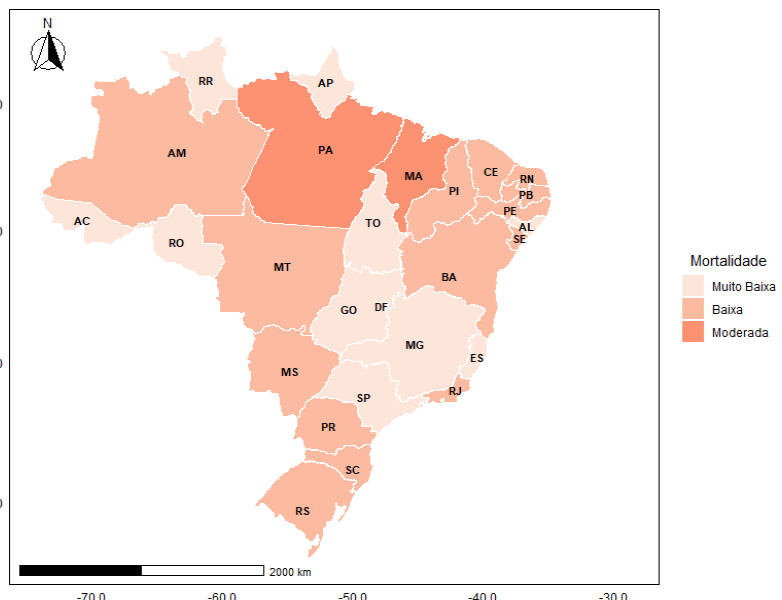 N
RR
AP
AM
PA
MA
CE
RN
PI
PB
PE
AL
SE
AC
RO
TO
MT
BA
GO
DF
MG
ES
MS
SP
RJ
PR
SC
RS
Mortalidade
Muito Baixa
Baixa
Moderada
2000 km
-70.0 -60.0 -50.0 -40.0 -30.0